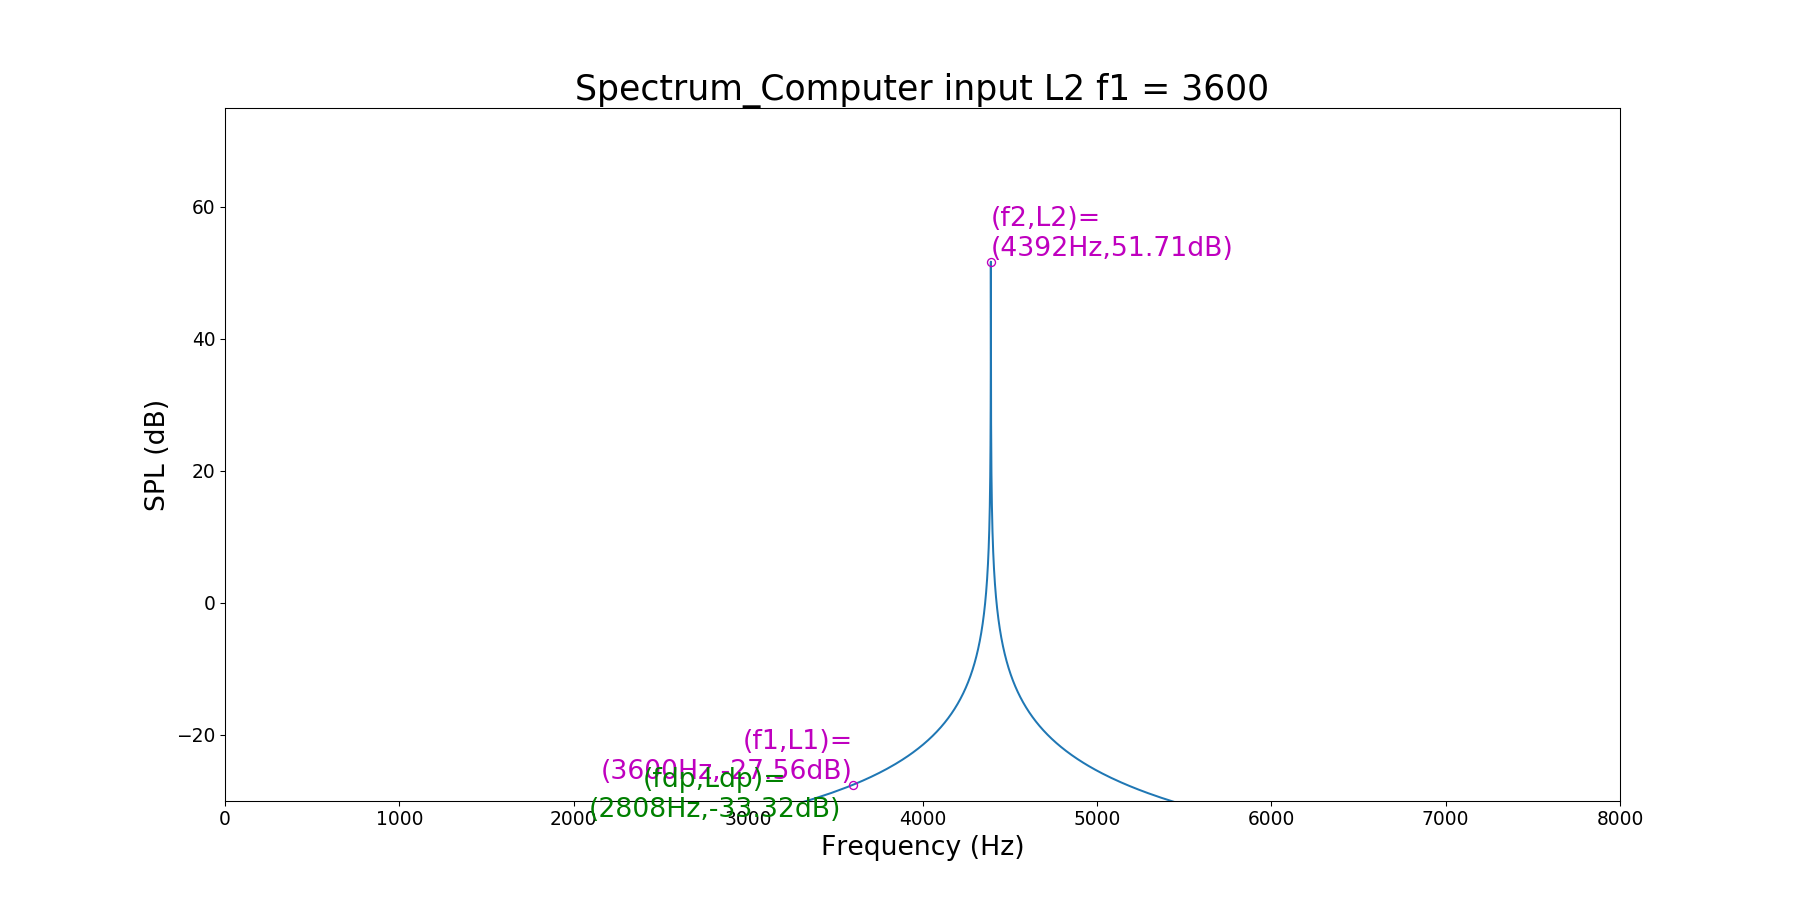 Spectrum_Computer input L2 f1 = 3600
(f2,L2)=
(4392Hz,51.71dB)
60
40
20
0
−20
SPL (dB)
(f1,L1)=
(3600Hz,-27.56dB)
(fdp,Ldp)=
(2808Hz,-33.32dB)
0 1000 2000 3000 4000 5000 6000 7000 8000
Frequency (Hz)